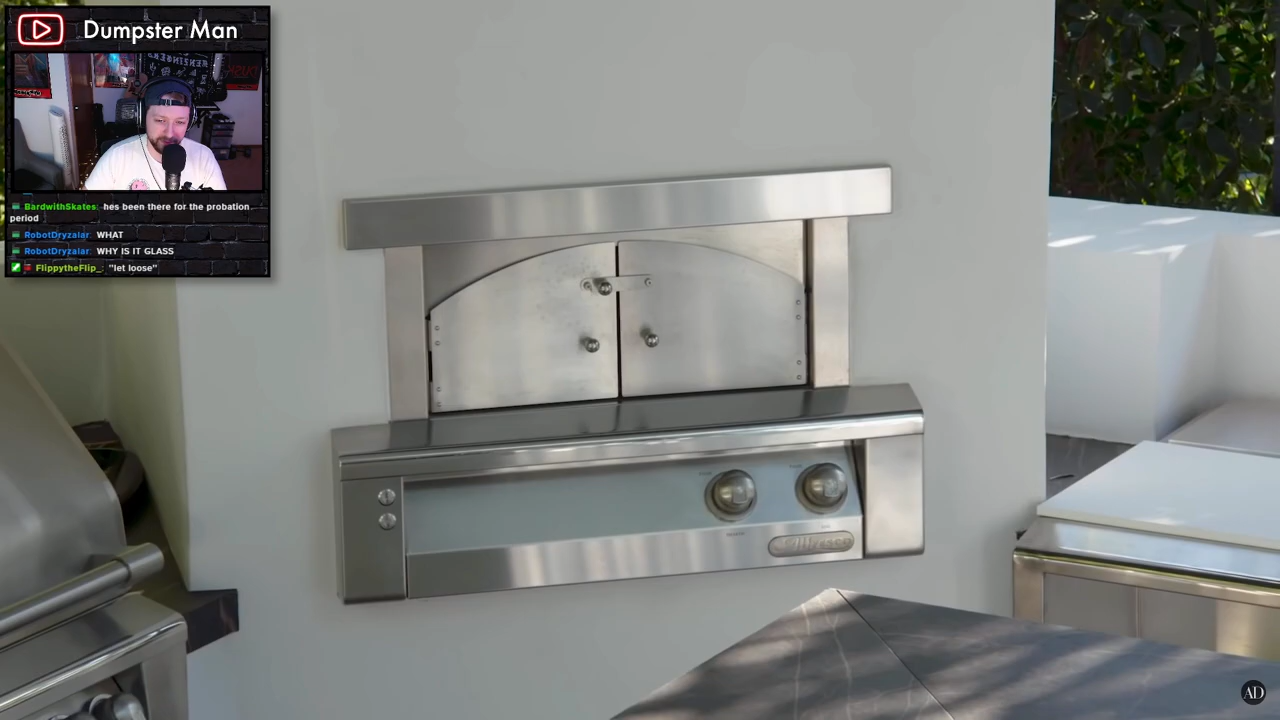 Dumpster Man
BardwithSkates: hes been there for the probation
period
RobotDryzalar: WHAT
RobotDryzalar: WHY IS IT GLASS
FlippytheFlip_: "let loose"
Alfresco
AD